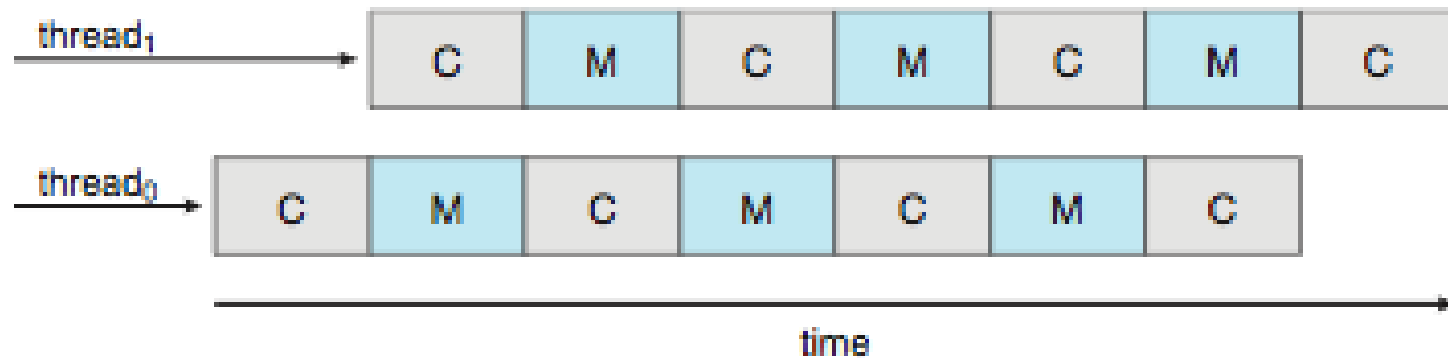 thread₁ C M C M C M C
thread₀ C M C M C M C
time